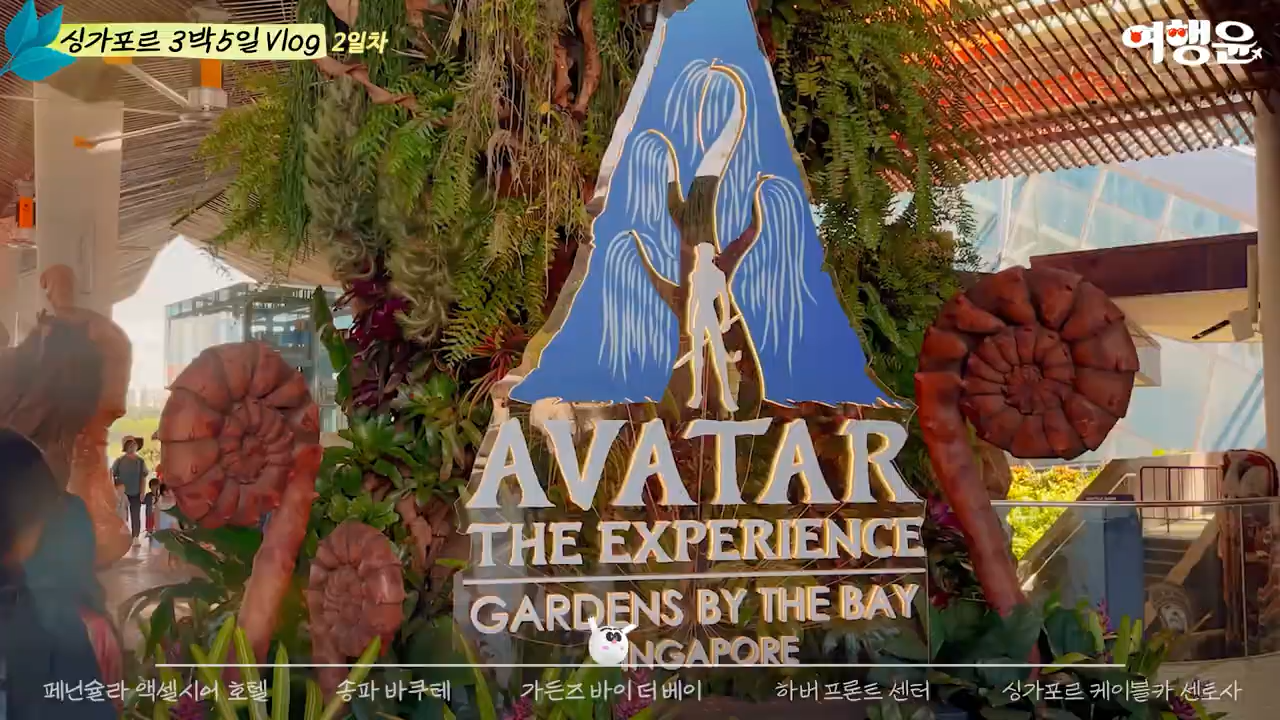 싱가포르 3박5일 Vlog 2일차
여행윤
AVATAR
THE EXPERIENCE
GARDENS BY THE BAY
INGAPORE
페닌슐라 액셀시어 호텔 송파 바쿠테 가든즈 바이 더 베이 하버 프론트 센터 싱가포르 케이블카 센토사